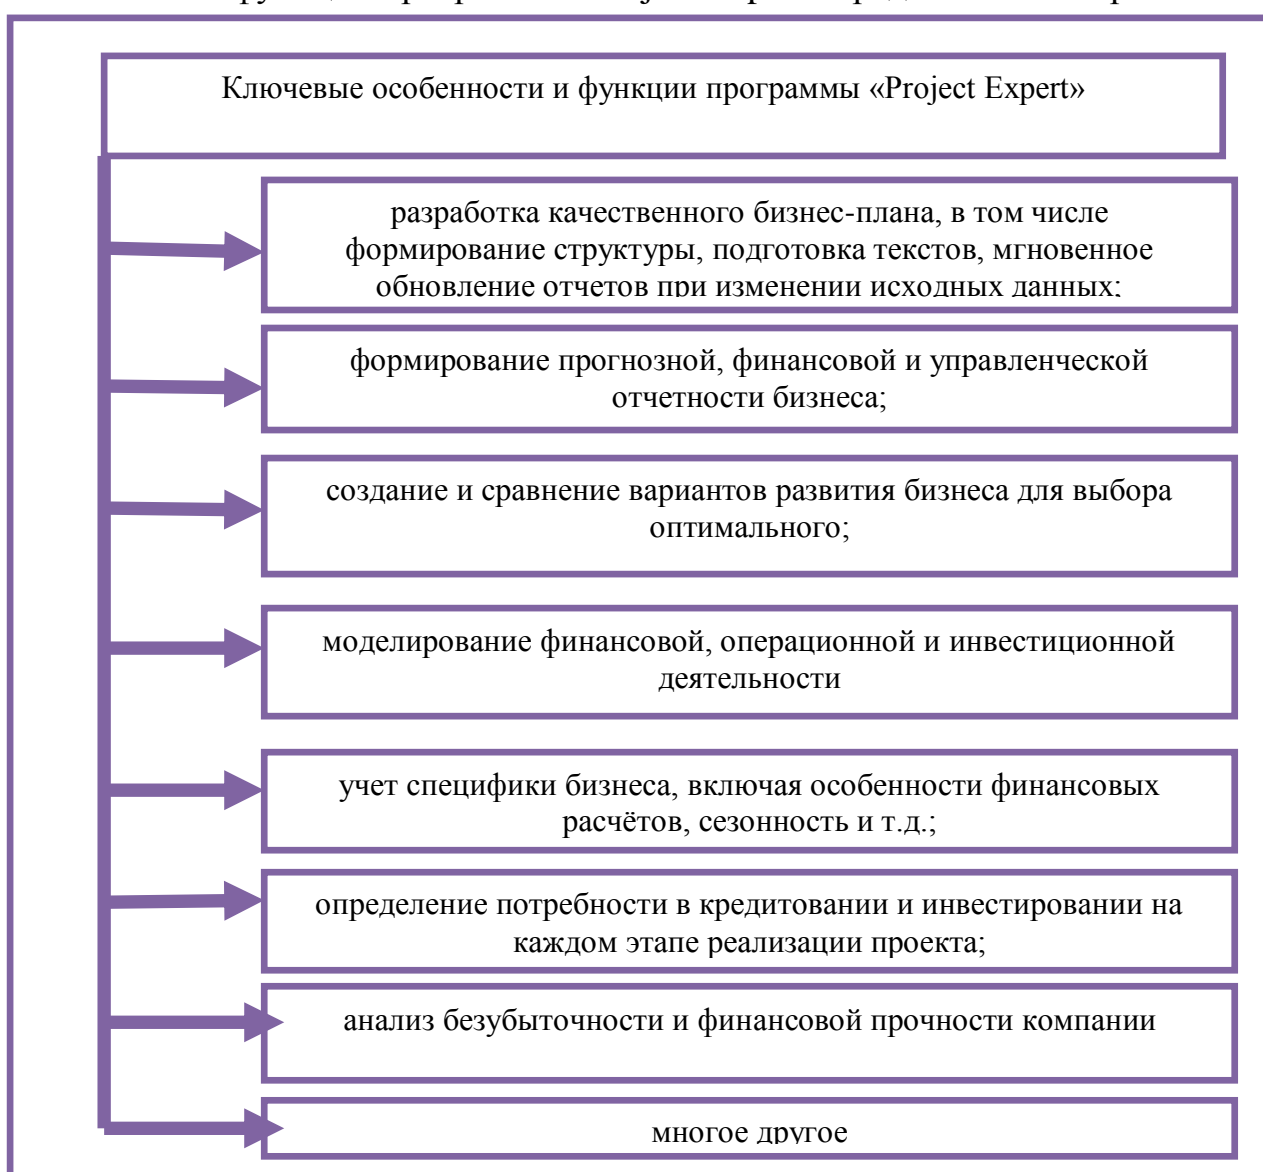 Ключевые особенности и функции программы «Project Expert»
разработка качественного бизнес-плана, в том числе
формирование структуры, подготовка текстов, мгновенное
обновление отчетов при изменении исходных данных;
формирование прогнозной, финансовой и управленческой
отчетности бизнеса;
создание и сравнение вариантов развития бизнеса для выбора
оптимального;
моделирование финансовой, операционной и инвестиционной
деятельности
учет специфики бизнеса, включая особенности финансовых
расчётов, сезонность и т.д.;
определение потребности в кредитовании и инвестировании на
каждом этапе реализации проекта;
анализ безубыточности и финансовой прочности компании
многое другое